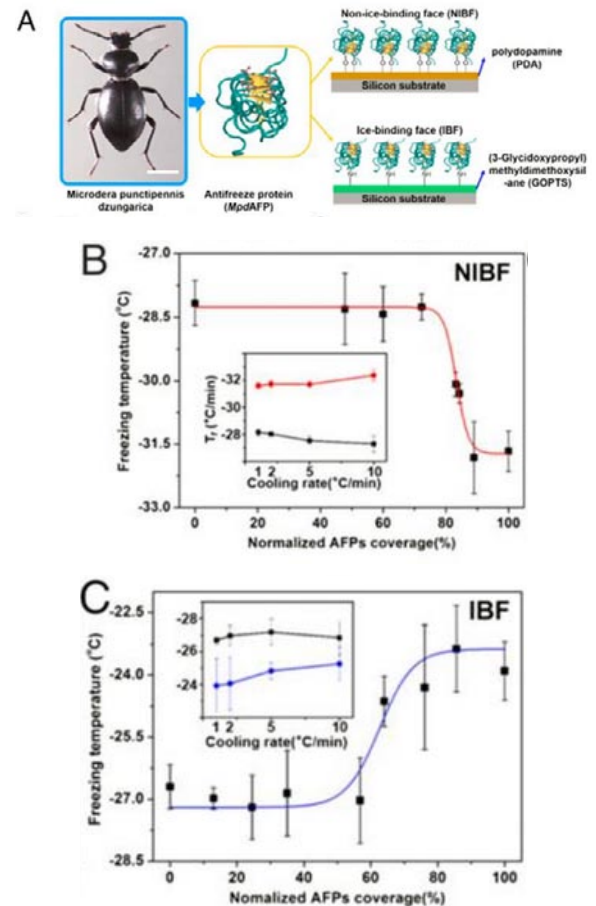 A
Non-ice-binding face (NIBF)
polydopamine
(PDA)
Silicon substrate
Ice-binding face (IBF)
(3-Glycidoxypropyl)
methyldimethoxysil
-ane (GOPTS)
Silicon substrate
Microdera punctipennis
dzungarica
Antifreeze protein
(MpdAFP)
B
NIBF
Freezing temperature (°C)
-27.0
-28.5
-30.0
-31.5
-33.0
0
20
40
60
80
100
Normalized AFPs coverage(%)
Tf (°C/min)
-32
-30
-28
1
2
5
10
Cooling rate(°C/min)
C
IBF
Freezing temperature (°C)
-22.5
-24.0
-25.5
-27.0
-28.5
0
20
40
60
80
100
Nomalized AFPs coverage(%)
-26
-24
1
2
5
10
Cooling rate(°C/min)